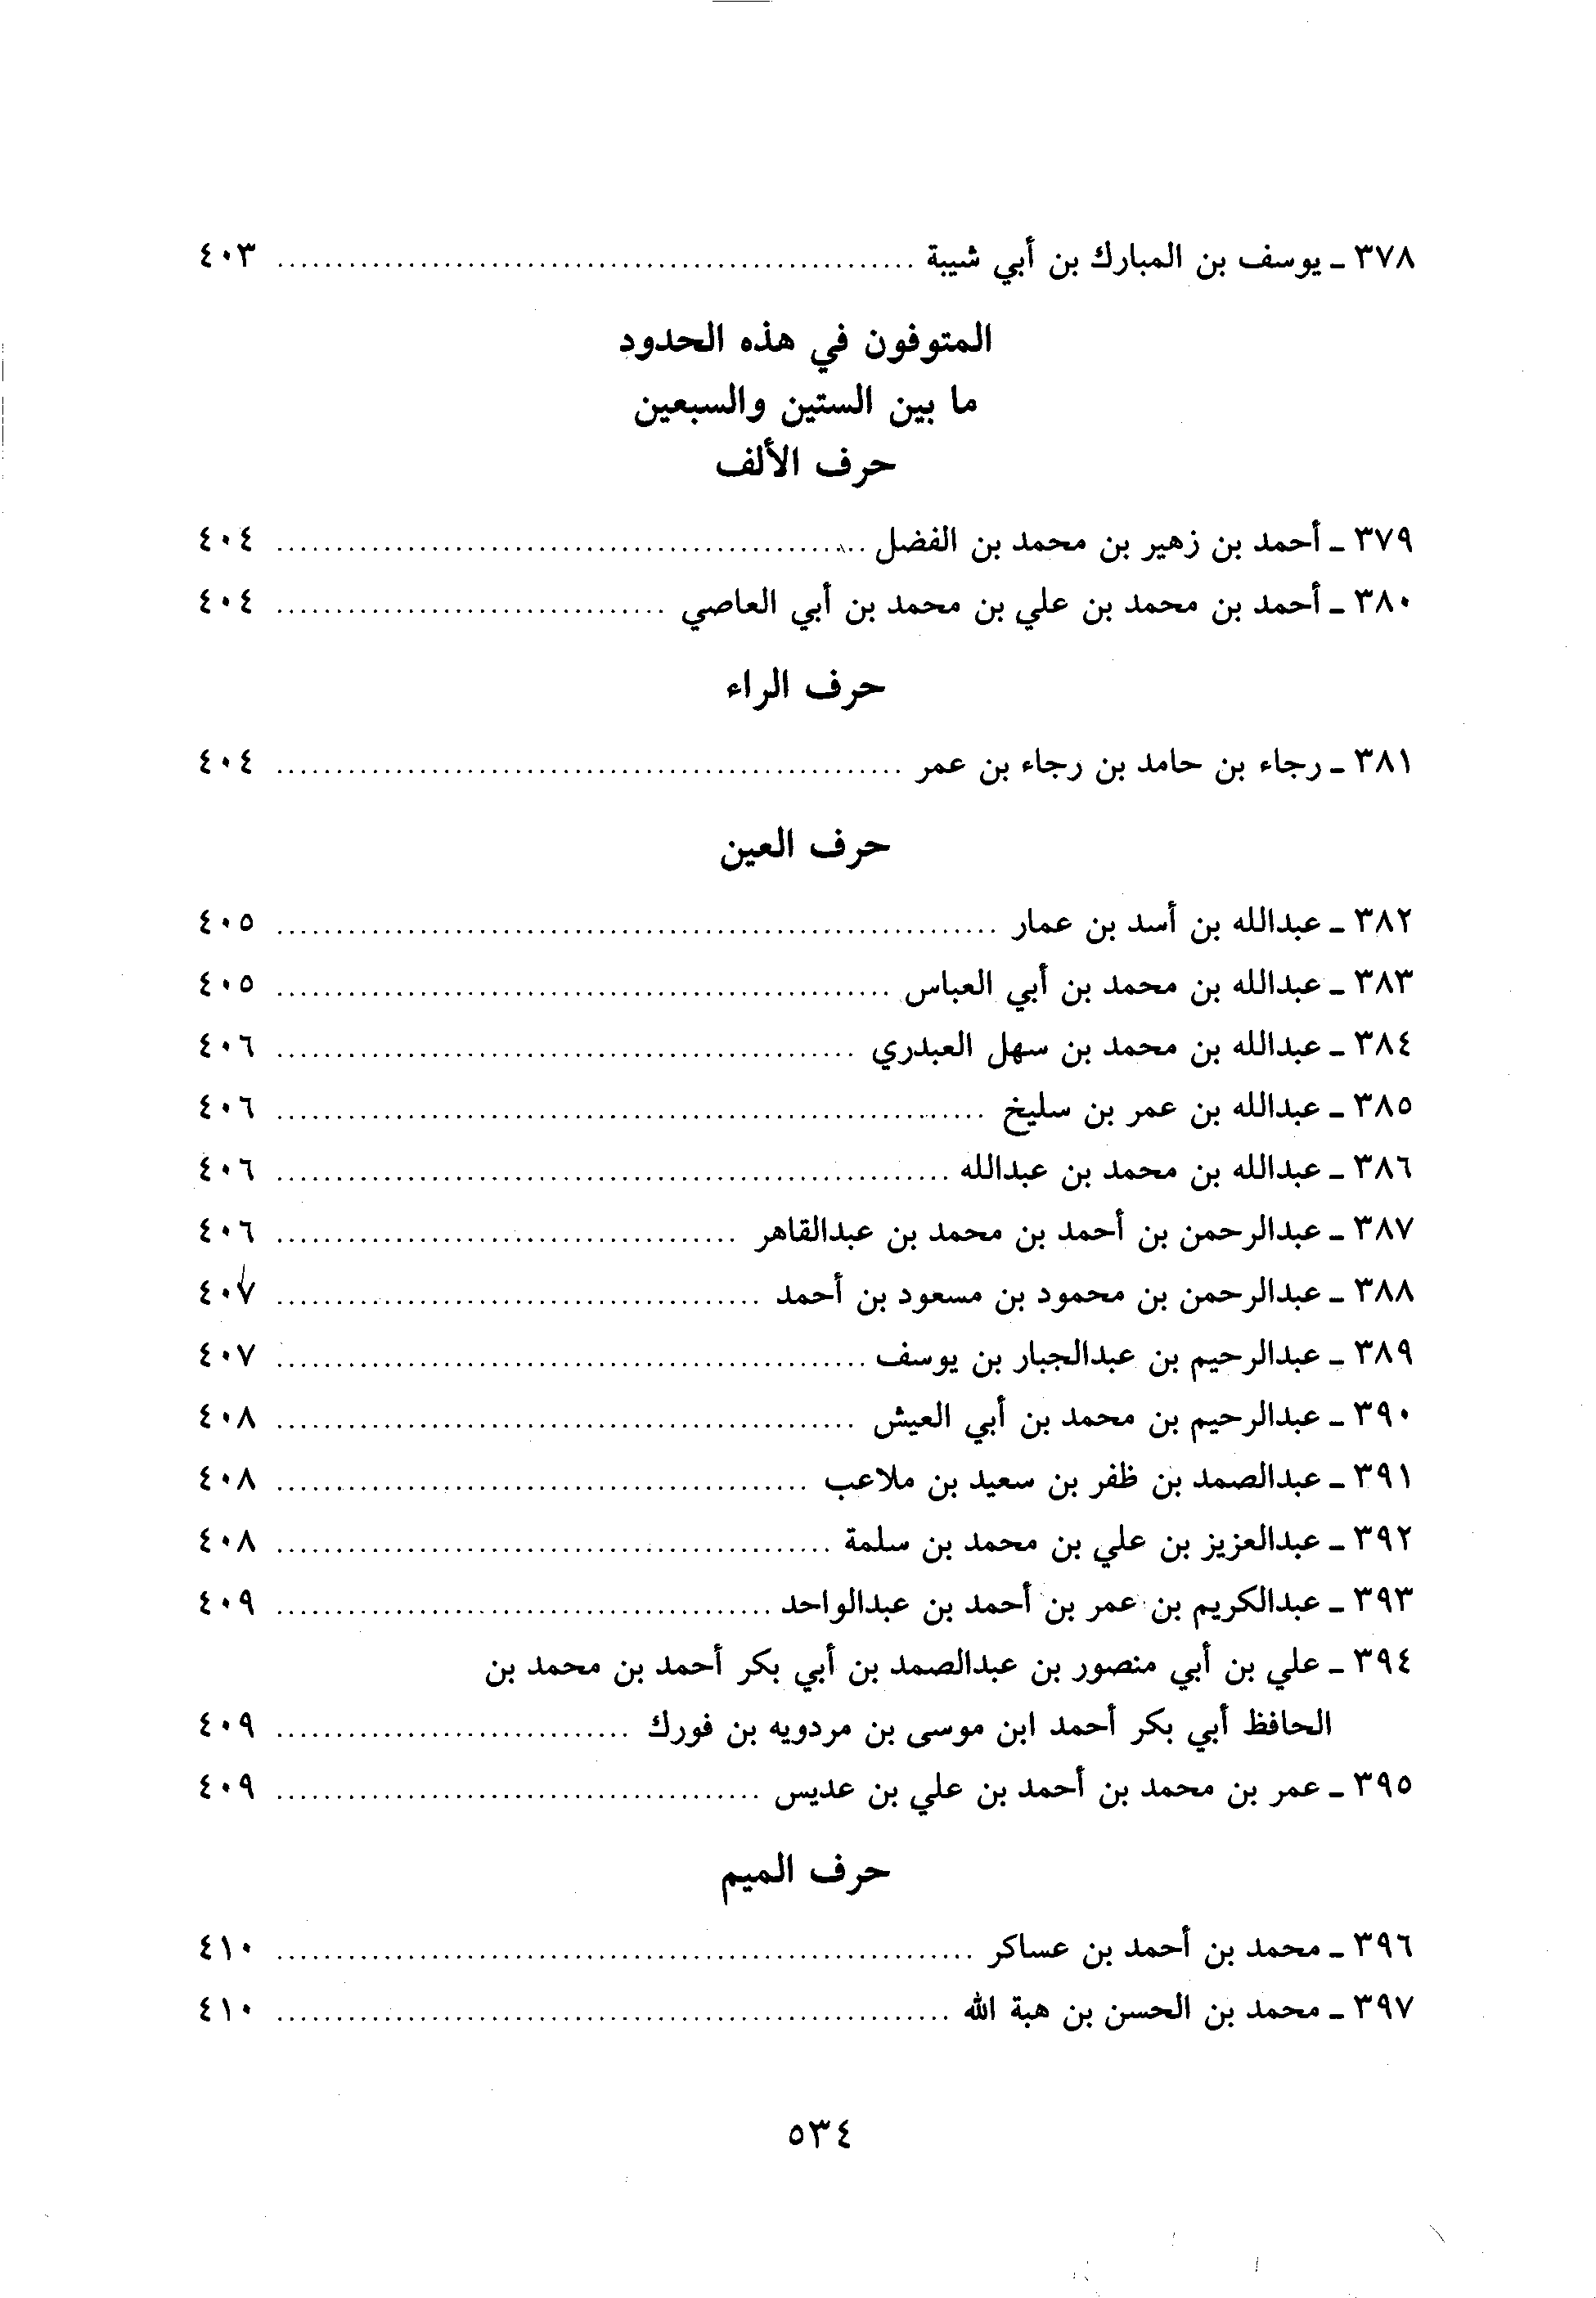 ٣٧٨ ـ يوسف بن المبارك بن أبي شيبة ................ ٤٠٣
المتوفون في هذه الحدود
ما بين الستين والسبعين
حرف الألف
٣٧٩ ـ أحمد بن زهير بن محمد بن الفضل ................ ٤٠٤
٣٨٠ ـ أحمد بن محمد بن علي بن محمد بن أبي العاصي ................ ٤٠٤
حرف الراء
٣٨١ ـ رجاء بن حامد بن رجاء بن عمر ................ ٤٠٤
حرف العين
٣٨٢ ـ عبدالله بن أسد بن عمار ................ ٤٠٥
٣٨٣ ـ عبدالله بن محمد بن أبي العباس ................ ٤٠٥
٣٨٤ ـ عبدالله بن محمد بن سهل العبدري ................ ٤٠٦
٣٨٥ ـ عبدالله بن عمر بن سليخ ................ ٤٠٦
٣٨٦ ـ عبدالله بن محمد بن عبدالله ................ ٤٠٦
٣٨٧ ـ عبدالرحمن بن أحمد بن محمد بن عبدالقاهر ................ ٤٠٦
٣٨٨ ـ عبدالرحمن بن محمود بن مسعود بن أحمد ................ ٤٠٧
٣٨٩ ـ عبدالرحيم بن عبدالجبار بن يوسف ................ ٤٠٧
٣٩٠ ـ عبدالرحيم بن محمد بن أبي العيش ................ ٤٠٨
٣٩١ ـ عبدالصمد بن ظفر بن سعيد بن ملاعب ................ ٤٠٨
٣٩٢ ـ عبدالعزيز بن علي بن محمد بن سلمة ................ ٤٠٨
٣٩٣ ـ عبدالكريم بن عمر بن أحمد بن عبدالواحد ................ ٤٠٩
٣٩٤ ـ علي بن أبي منصور بن عبدالصمد بن أبي بكر أحمد بن محمد بن
الحافظ أبي بكر أحمد ابن موسى بن مردويه بن فورك ................ ٤٠٩
٣٩٥ ـ عمر بن محمد بن أحمد بن علي بن عديس ................ ٤٠٩
حرف الميم
٣٩٦ ـ محمد بن أحمد بن عساكر ................ ٤١٠
٣٩٧ ـ محمد بن الحسن بن هبة الله ................ ٤١٠
٥٣٤